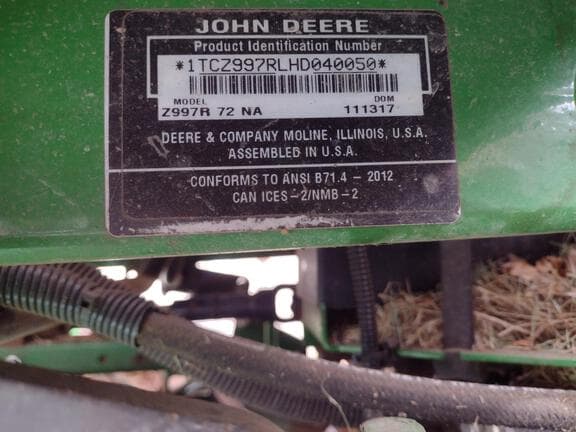 JOHN DEERE
Product Identification Number
*1TCZ997RLHD040050*
MODEL DOM
Z997R 72 NA 111317
DEERE & COMPANY MOLINE, ILLINOIS, U.S.A.
ASSEMBLED IN U.S.A.
CONFORMS TO ANSI B71.4 – 2012
CAN ICES–2/NMB–2